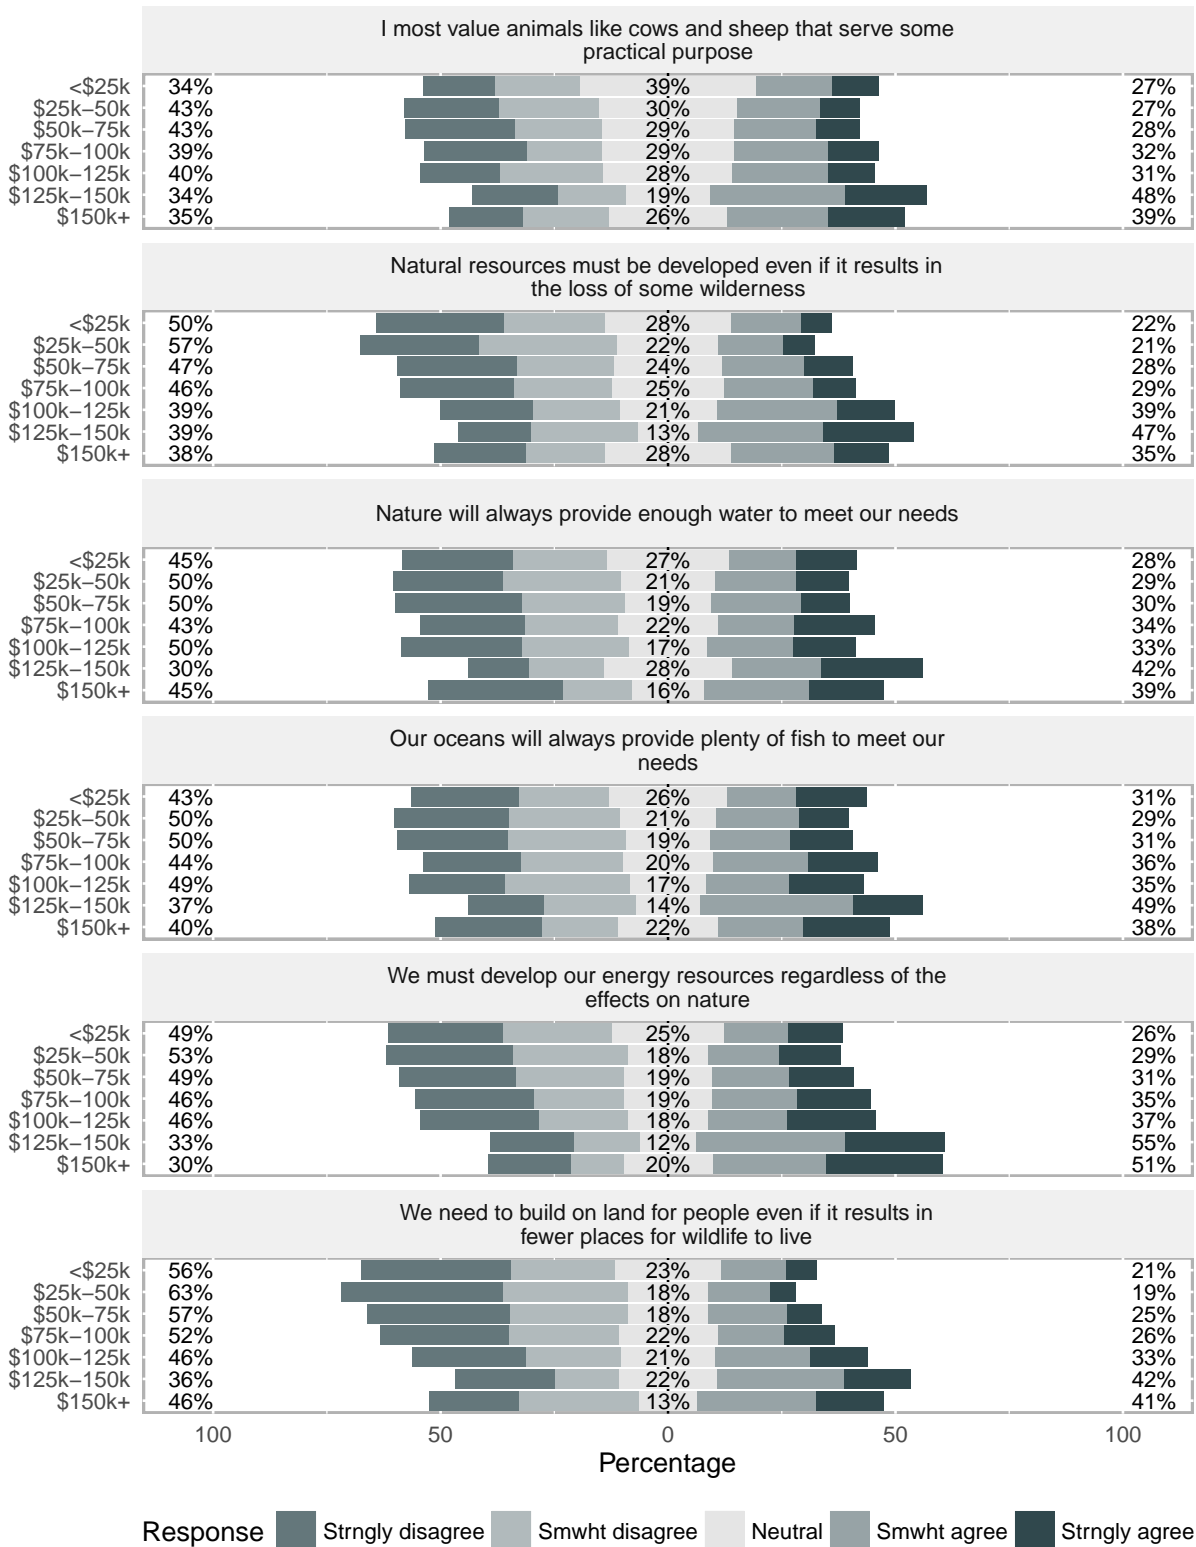 I most value animals like cows and sheep that serve some
practical purpose
<$25k 34% 39% 27%
$25k−50k 43% 30% 27%
$50k−75k 43% 29% 28%
$75k−100k 39% 29% 32%
$100k−125k 40% 28% 31%
$125k−150k 34% 19% 48%
$150k+ 35% 26% 39%
Natural resources must be developed even if it results in
the loss of some wilderness
<$25k 50% 28% 22%
$25k−50k 57% 22% 21%
$50k−75k 47% 24% 28%
$75k−100k 46% 25% 29%
$100k−125k 39% 21% 39%
$125k−150k 39% 13% 47%
$150k+ 38% 28% 35%
Nature will always provide enough water to meet our needs
<$25k 45% 27% 28%
$25k−50k 50% 21% 29%
$50k−75k 50% 19% 30%
$75k−100k 43% 22% 34%
$100k−125k 50% 17% 33%
$125k−150k 30% 28% 42%
$150k+ 45% 16% 39%
Our oceans will always provide plenty of fish to meet our
needs
<$25k 43% 26% 31%
$25k−50k 50% 21% 29%
$50k−75k 50% 19% 31%
$75k−100k 44% 20% 36%
$100k−125k 49% 17% 35%
$125k−150k 37% 14% 49%
$150k+ 40% 22% 38%
We must develop our energy resources regardless of the
effects on nature
<$25k 49% 25% 26%
$25k−50k 53% 18% 29%
$50k−75k 49% 19% 31%
$75k−100k 46% 19% 35%
$100k−125k 46% 18% 37%
$125k−150k 33% 12% 55%
$150k+ 30% 20% 51%
We need to build on land for people even if it results in
fewer places for wildlife to live
<$25k 56% 23% 21%
$25k−50k 63% 18% 19%
$50k−75k 57% 18% 25%
$75k−100k 52% 22% 26%
$100k−125k 46% 21% 33%
$125k−150k 36% 22% 42%
$150k+ 46% 13% 41%
100 50 0 50 100
Percentage
Response Strngly disagree Smwht disagree Neutral Smwht agree Strngly agree